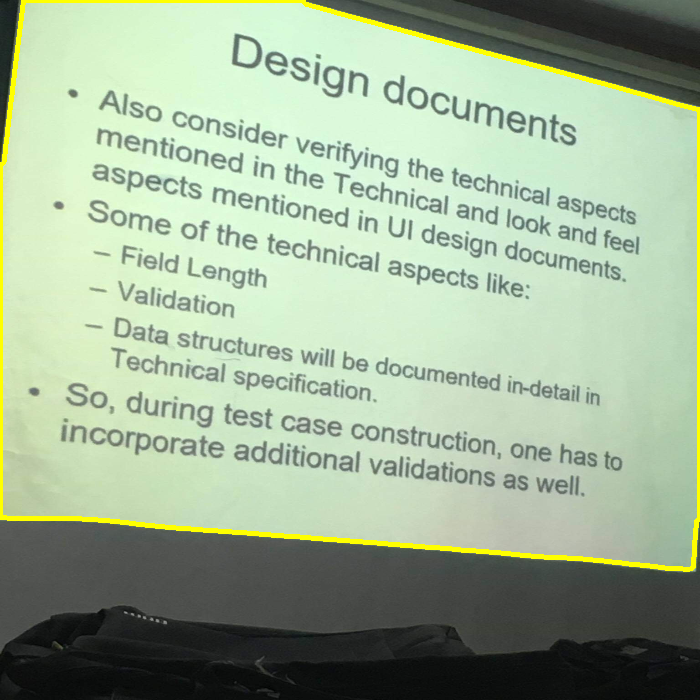 Design documents
• Also consider verifying the technical aspects
mentioned in the Technical and look and feel
aspects mentioned in UI design documents.
• Some of the technical aspects like:
– Field Length
– Validation
– Data structures will be documented in-detail in
Technical specification.
• So, during test case construction, one has to
incorporate additional validations as well.